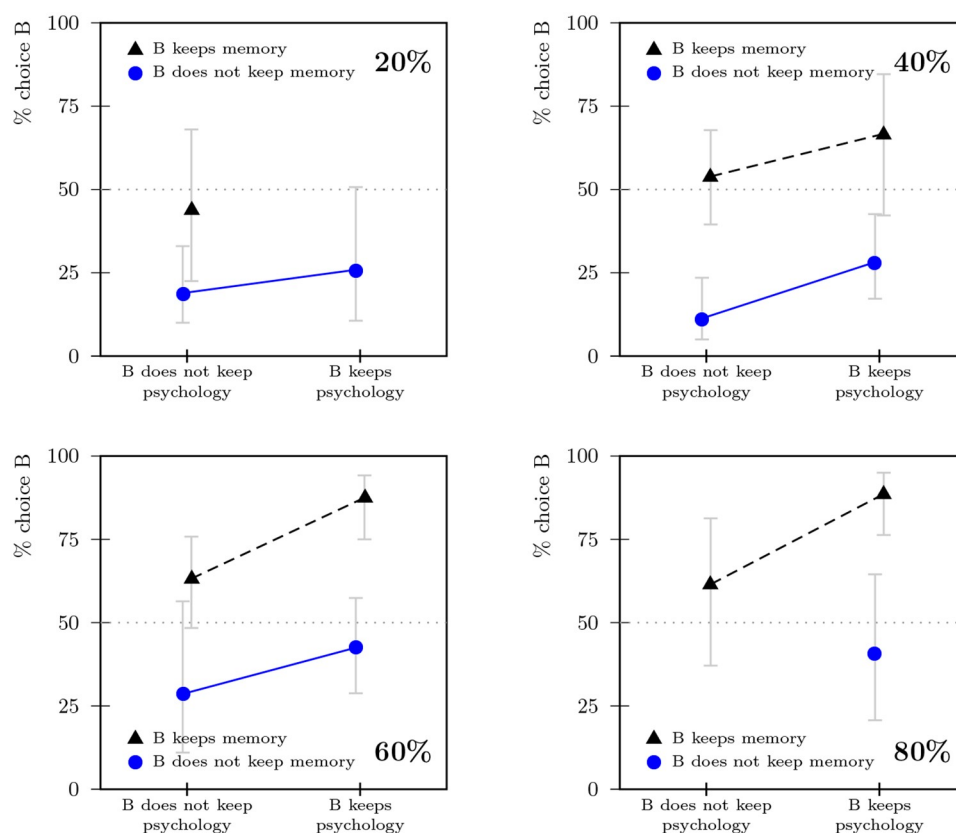 % choice B
100
75
50
25
0
B keeps memory
B does not keep memory
20%
B does not keep
psychology
B keeps
psychology
% choice B
100
75
50
25
0
B keeps memory
B does not keep memory
40%
B does not keep
psychology
B keeps
psychology
% choice B
100
75
50
25
0
B keeps memory
B does not keep memory
60%
B does not keep
psychology
B keeps
psychology
% choice B
100
75
50
25
0
B keeps memory
B does not keep memory
80%
B does not keep
psychology
B keeps
psychology